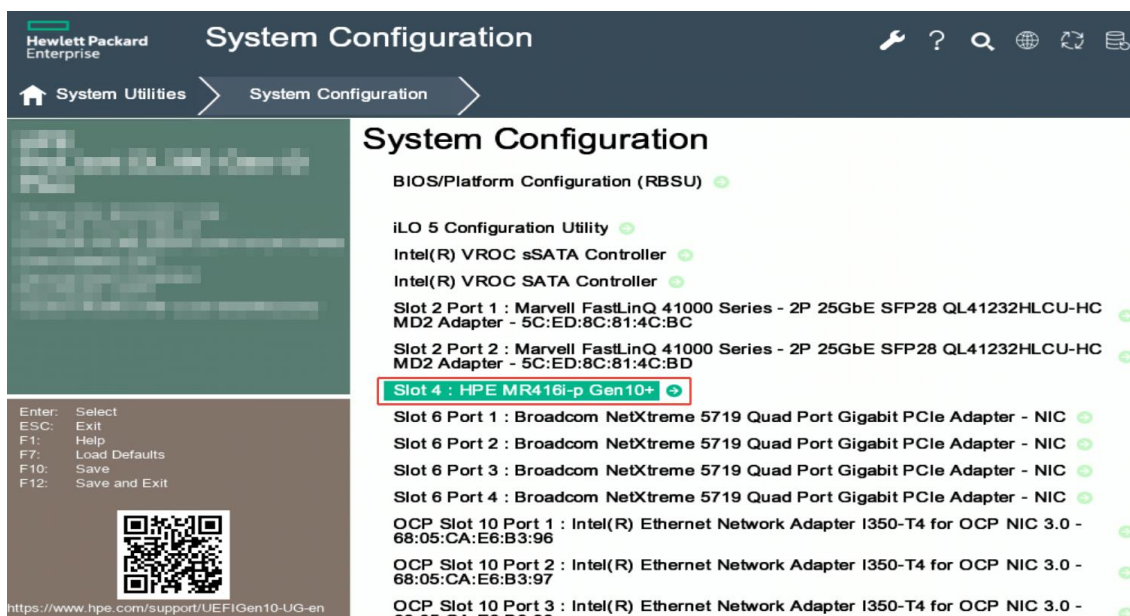 Hewlett Packard
Enterprise
System Configuration
?
System Utilities
System Configuration
System Configuration
BIOS/Platform Configuration (RBSU)
iLO 5 Configuration Utility
Intel(R) VROC sSATA Controller
Intel(R) VROC SATA Controller
Slot 2 Port 1 : Marvell FastLinQ 41000 Series - 2P 25GbE SFP28 QL41232HLCU-HC
MD2 Adapter - 5C:ED:8C:81:4C:BC
Slot 2 Port 2 : Marvell FastLinQ 41000 Series - 2P 25GbE SFP28 QL41232HLCU-HC
MD2 Adapter - 5C:ED:8C:81:4C:BD
Slot 4 : HPE MR416i-p Gen10+
Slot 6 Port 1 : Broadcom NetXtreme 5719 Quad Port Gigabit PCIe Adapter - NIC
Slot 6 Port 2 : Broadcom NetXtreme 5719 Quad Port Gigabit PCIe Adapter - NIC
Slot 6 Port 3 : Broadcom NetXtreme 5719 Quad Port Gigabit PCIe Adapter - NIC
Slot 6 Port 4 : Broadcom NetXtreme 5719 Quad Port Gigabit PCIe Adapter - NIC
OCP Slot 10 Port 1 : Intel(R) Ethernet Network Adapter I350-T4 for OCP NIC 3.0 -
68:05:CA:E6:B3:96
OCP Slot 10 Port 2 : Intel(R) Ethernet Network Adapter I350-T4 for OCP NIC 3.0 -
68:05:CA:E6:B3:97
OCP Slot 10 Port 3 : Intel(R) Ethernet Network Adapter I350-T4 for OCP NIC 3.0 -
Enter: Select
ESC: Exit
F1: Help
F7: Load Defaults
F10: Save
F12: Save and Exit
https://www.hpe.com/support/UEFIGen10-UG-en